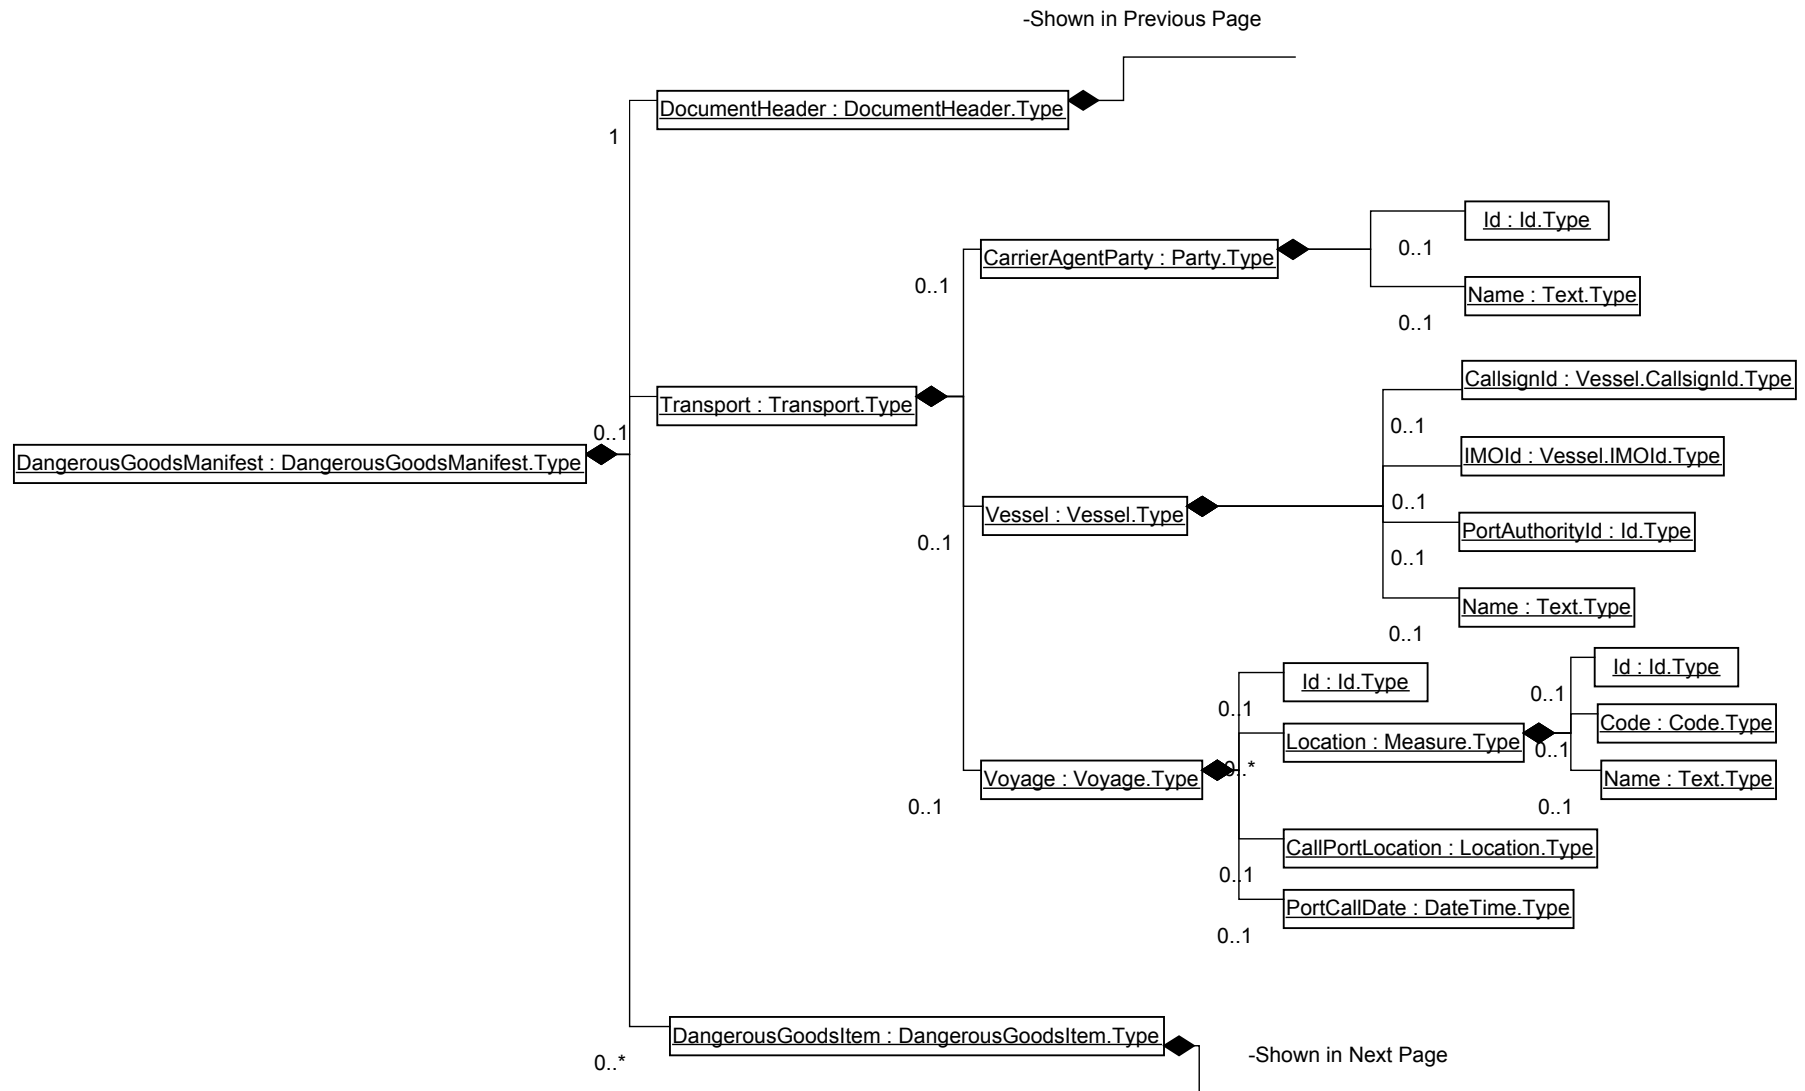 -Shown in Previous Page
DocumentHeader : DocumentHeader.Type
1
Id : Id.Type
CarrierAgentParty : Party.Type
0..1
0..1
Name : Text.Type
0..1
CallsignId : Vessel.CallsignId.Type
Transport : Transport.Type
0..1
0..1
IMOId : Vessel.IMOId.Type
DangerousGoodsManifest : DangerousGoodsManifest.Type
0..1
Vessel : Vessel.Type
PortAuthorityId : Id.Type
0..1
0..1
Name : Text.Type
0..1
Id : Id.Type
Id : Id.Type
0..1
0..1
Code : Code.Type
Location : Measure.Type
0..1
0..*
Voyage : Voyage.Type
Name : Text.Type
0..1
0..1
CallPortLocation : Location.Type
0..1
PortCallDate : DateTime.Type
0..1
DangerousGoodsItem : DangerousGoodsItem.Type
0..*
-Shown in Next Page